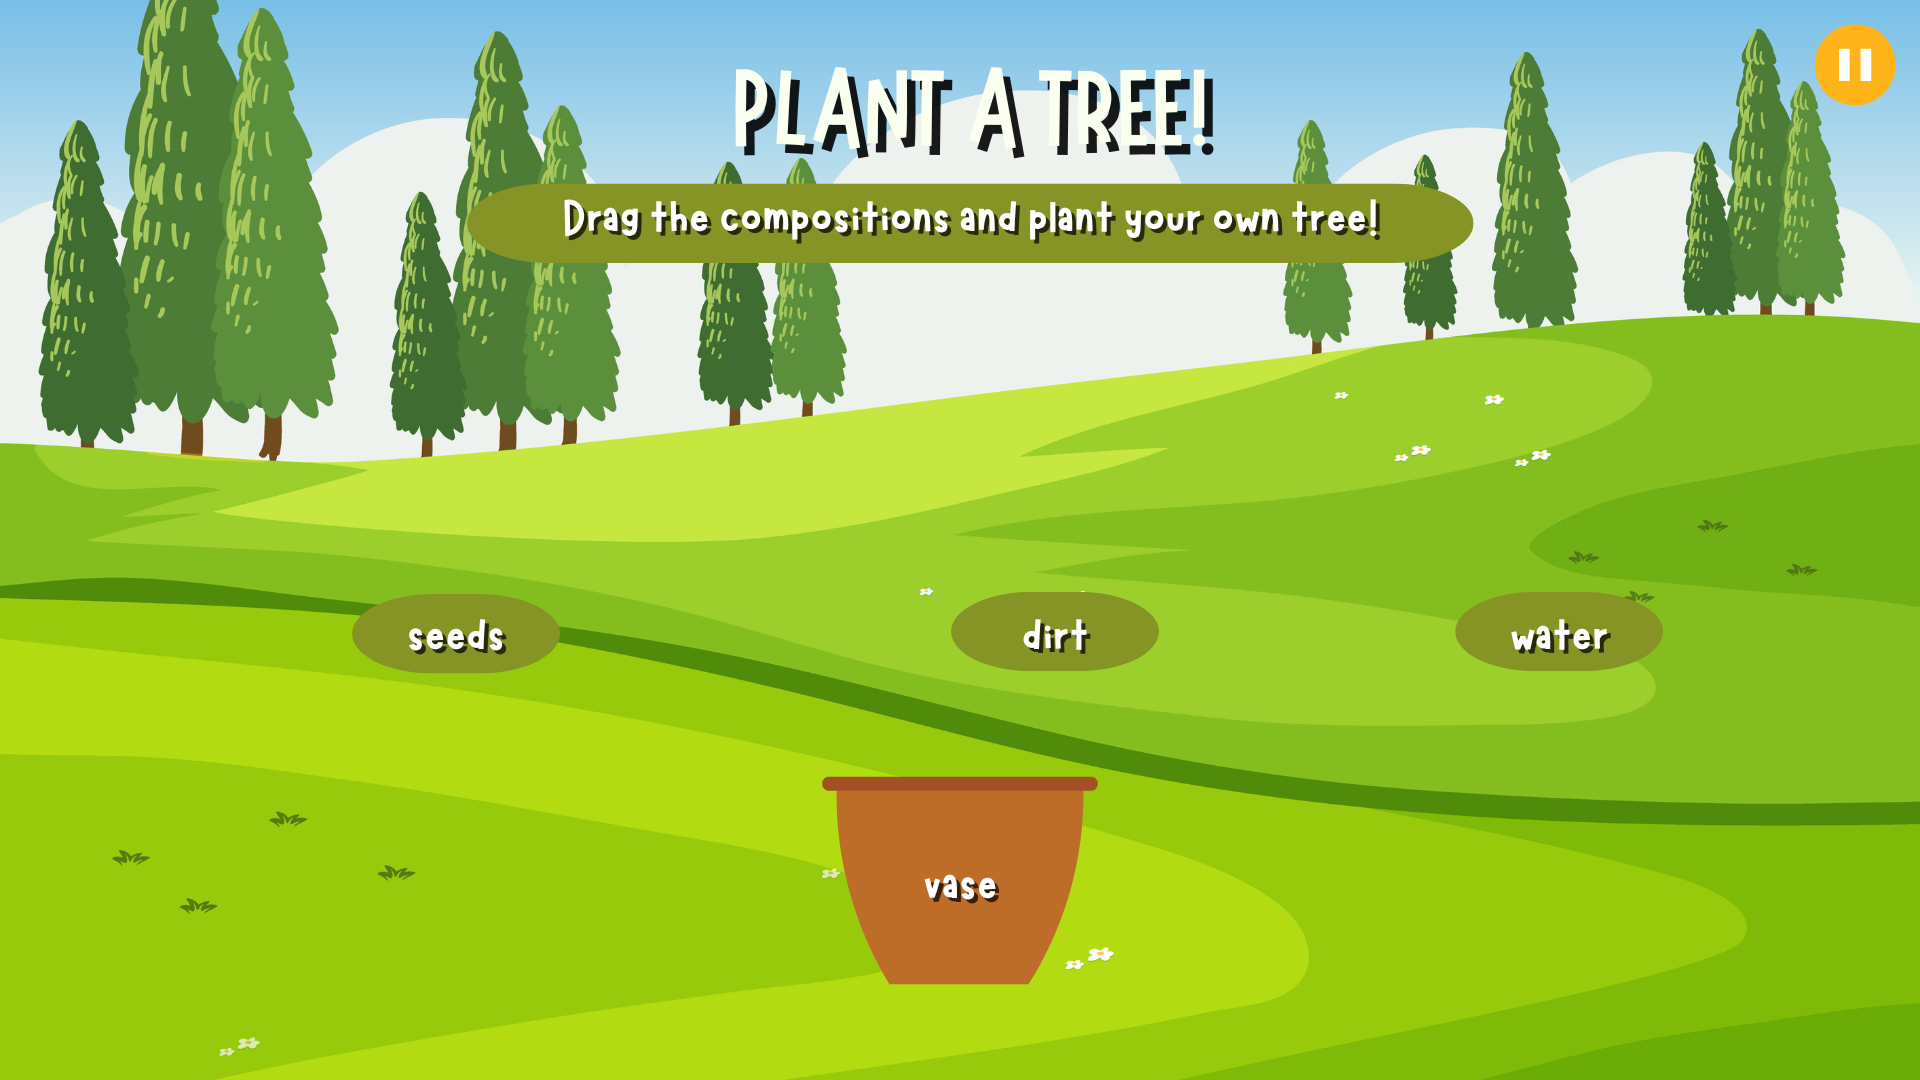 PLANT A TREE!
Drag the compositions and plant your own tree!
seeds
dirt
water
vase